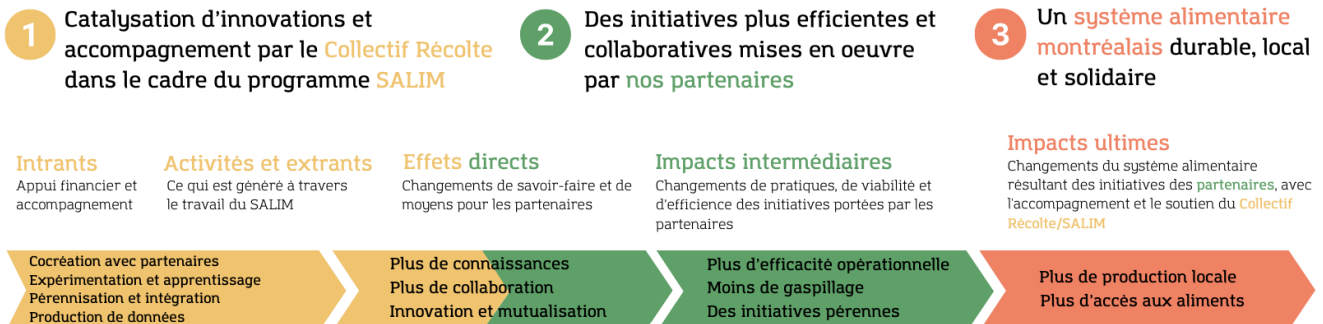 1
Catalysation d'innovations et
accompagnement par le Collectif Récolte
dans le cadre du programme SALIM
2
Des initiatives plus efficientes et
collaboratives mises en oeuvre
par nos partenaires
3
Un système alimentaire
montréalais durable, local
et solidaire
Intrants
Appui financier et
accompagnement
Activités et extrants
Ce qui est généré à travers
le travail du SALIM
Effets directs
Changements de savoir-faire et de
moyens pour les partenaires
Impacts intermédiaires
Changements de pratiques, de viabilité et
d'efficience des initiatives portées par les
partenaires
Impacts ultimes
Changements du système alimentaire
résultant des initiatives des partenaires, avec
l'accompagnement et le soutien du Collectif
Récolte/SALIM
Cocréation avec partenaires
Expérimentation et apprentissage
Pérennisation et intégration
Production de données
Plus de connaissances
Plus de collaboration
Innovation et mutualisation
Plus d'efficacité opérationnelle
Moins de gaspillage
Des initiatives pérennes
Plus de production locale
Plus d'accès aux aliments